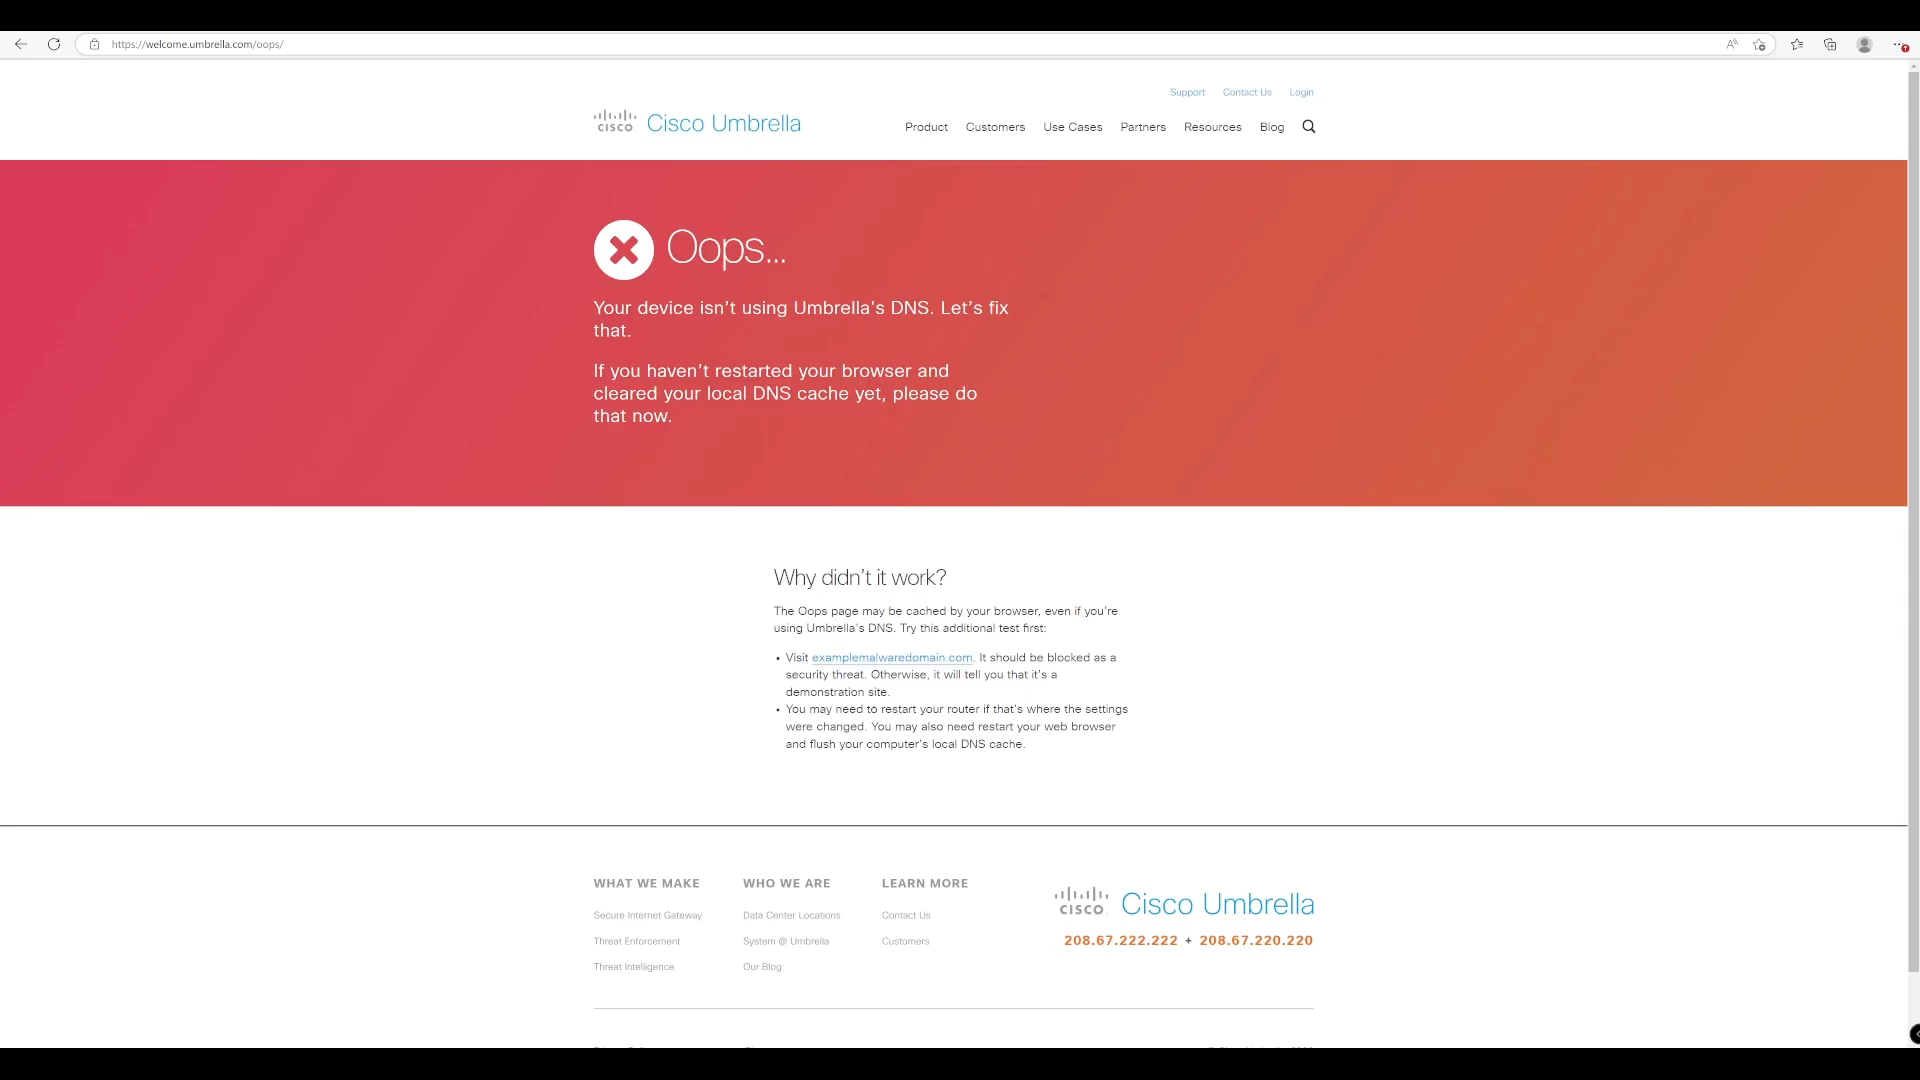 https://welcome.umbrella.com/oops/
Support Contact Us Login
CISCO Cisco Umbrella
Product Customers Use Cases Partners Resources Blog
Oops...
Your device isn’t using Umbrella's DNS. Let’s fix
that.
If you haven’t restarted your browser and
cleared your local DNS cache yet, please do
that now.
Why didn’t it work?
The Oops page may be cached by your browser, even if you’re
using Umbrella’s DNS. Try this additional test first:
• Visit examplemalwaredomain.com. It should be blocked as a
security threat. Otherwise, it will tell you that it’s a
demonstration site.
• You may need to restart your router if that’s where the settings
were changed. You may also need restart your web browser
and flush your computer’s local DNS cache.
WHAT WE MAKE WHO WE ARE LEARN MORE
CISCO Cisco Umbrella
Secure Internet Gateway Data Center Locations Contact Us
208.67.222.222 + 208.67.220.220
Threat Enforcement System @ Umbrella Customers
Threat Intelligence Our Blog